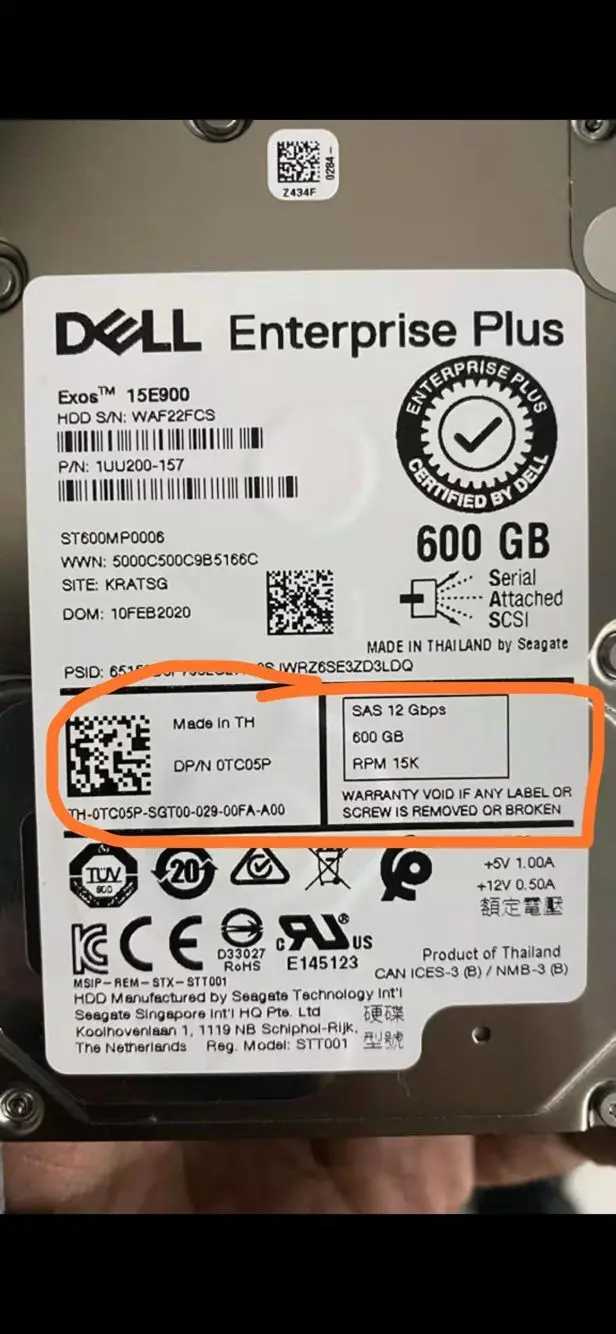 0284-
Z434F
DELL Enterprise Plus
Exos™ 15E900
HDD S/N: WAF22FCS
P/N: 1UU200-157
ENTERPRISE PLUS
CERTIFIED BY DELL
ST600MP0006
600 GB
WWN: 5000C500C9B5166C
SITE: KRATSG
DOM: 10FEB2020
Serial
Attached
SCSI
MADE IN THAILAND by Seagate
PSID:
Made In TH
DP/N 0TC05P
TH-0TC05P-SGT00-029-00FA-A00
SAS 12 Gbps
600 GB
RPM 15K
WARRANTY VOID IF ANY LABEL OR
SCREW IS REMOVED OR BROKEN
TÜV
20
+5V 1.00A
+12V 0.50A
額定電壓
CE
D33027
RoHS
c RU® US
E145123
MSIP-REM-STX-STT001
Product of Thailand
CAN ICES-3 (B) / NMB-3 (B)
HDD Manufactured by Seagate Technology Int'l
Seagate Singapore Int'l HQ Pte. Ltd
Koolhovenlaan 1, 1119 NB Schiphol-Rijk,
The Netherlands Reg. Model: STT001
硬碟
型號